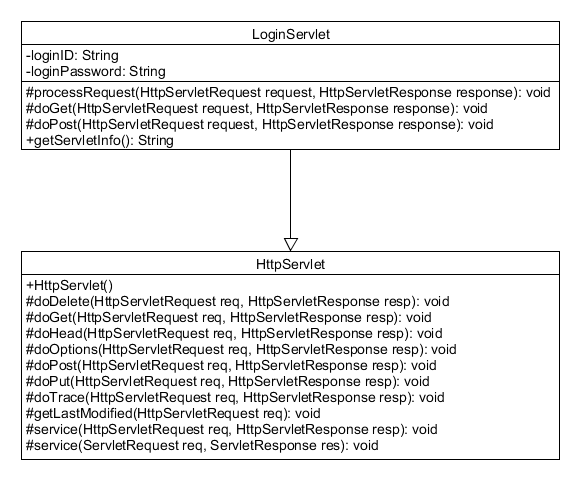 LoginServlet
-loginID: String
-loginPassword: String
#processRequest(HttpServletRequest request, HttpServletResponse response): void
#doGet(HttpServletRequest request, HttpServletResponse response): void
#doPost(HttpServletRequest request, HttpServletResponse response): void
+getServletInfo(): String
HttpServlet
+HttpServlet()
#doDelete(HttpServletRequest req, HttpServletResponse resp): void
#doGet(HttpServletRequest req, HttpServletResponse resp): void
#doHead(HttpServletRequest req, HttpServletResponse resp): void
#doOptions(HttpServletRequest req, HttpServletResponse resp): void
#doPost(HttpServletRequest req, HttpServletResponse resp): void
#doPut(HttpServletRequest req, HttpServletResponse resp): void
#doTrace(HttpServletRequest req, HttpServletResponse resp): void
#getLastModified(HttpServletRequest req): void
#service(HttpServletRequest req, HttpServletResponse resp): void
#service(ServletRequest req, ServletResponse res): void